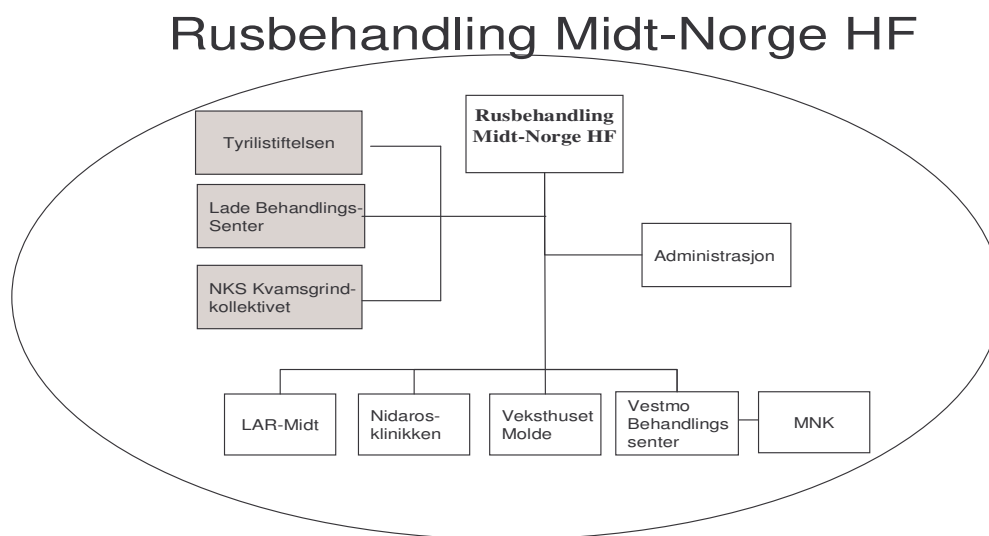 Rusbehandling Midt-Norge HF
Rusbehandling
Midt-Norge HF
Tyrilistiftelsen
Lade Behandlings-
Senter
NKS Kvamsgrind-
kollektivet
Administrasjon
LAR-Midt
Nidaros-
klinikken
Veksthuset
Molde
Vestmo
Behandlings
senter
MNK